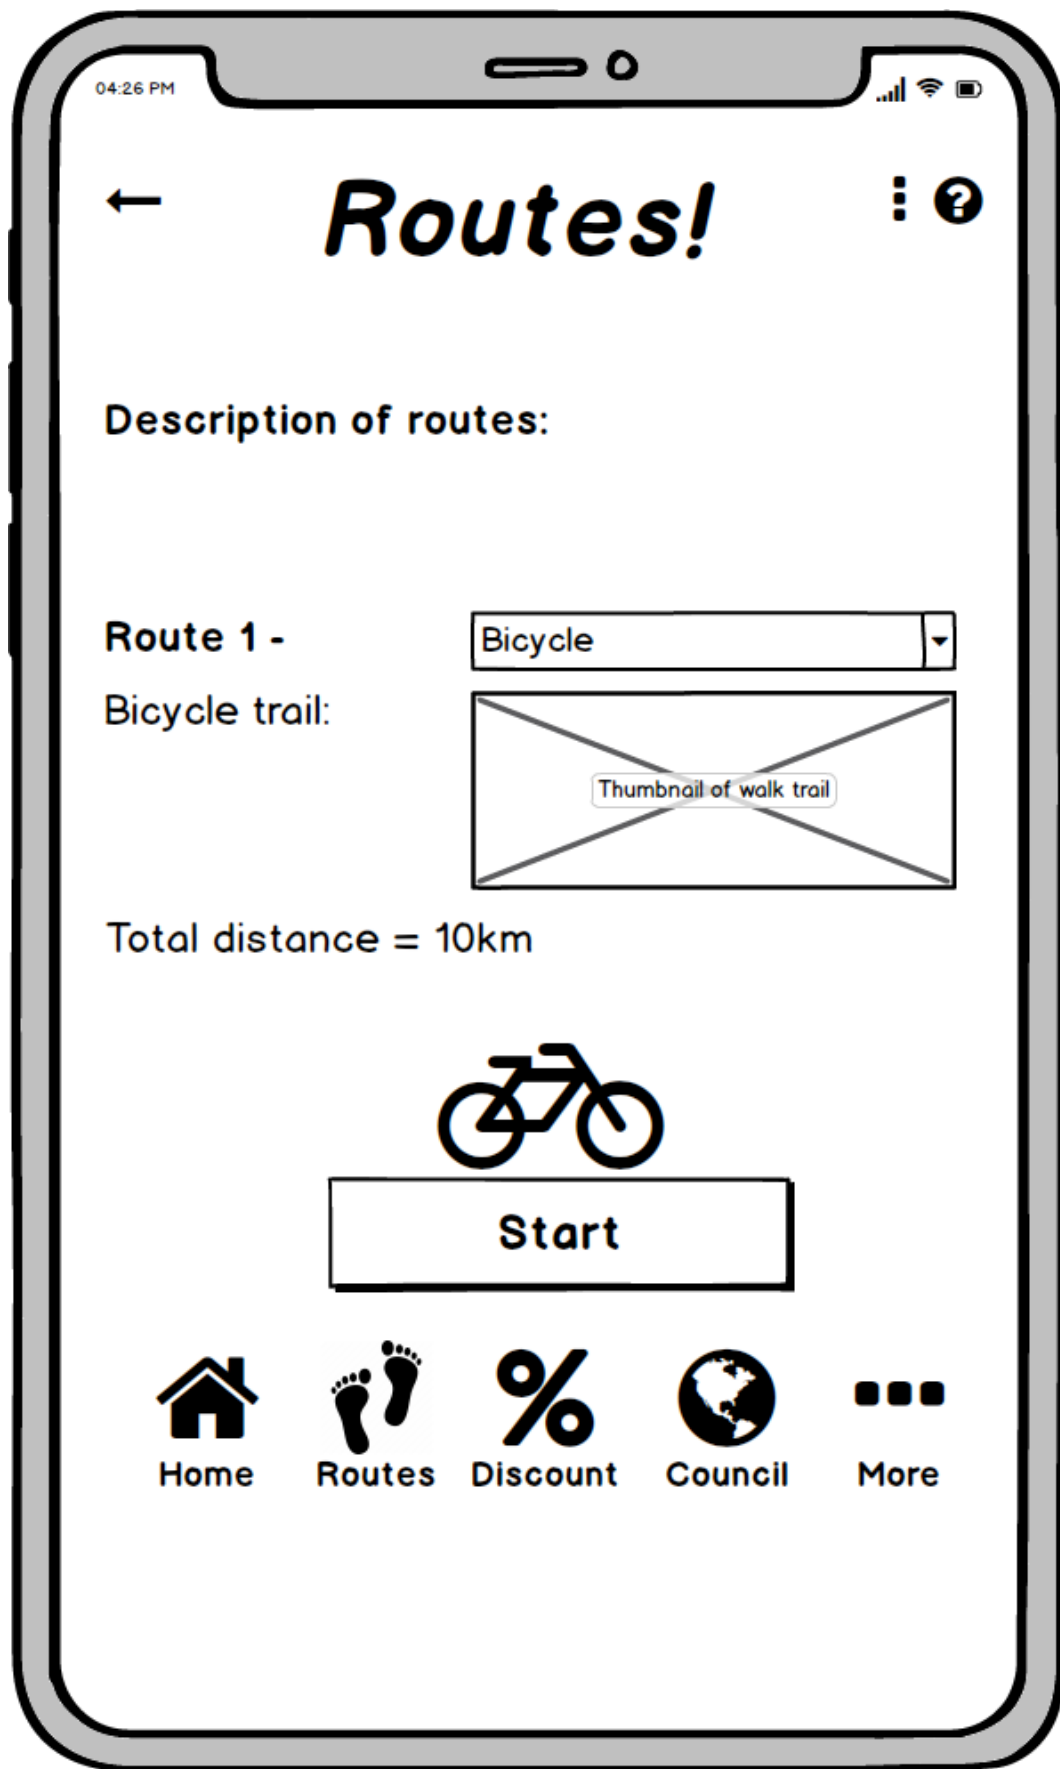 04:26 PM
Routes!
Description of routes:
Route 1 -
Bicycle
Bicycle trail:
Thumbnail of walk trail
Total distance = 10km
Start
Home Routes Discount Council More